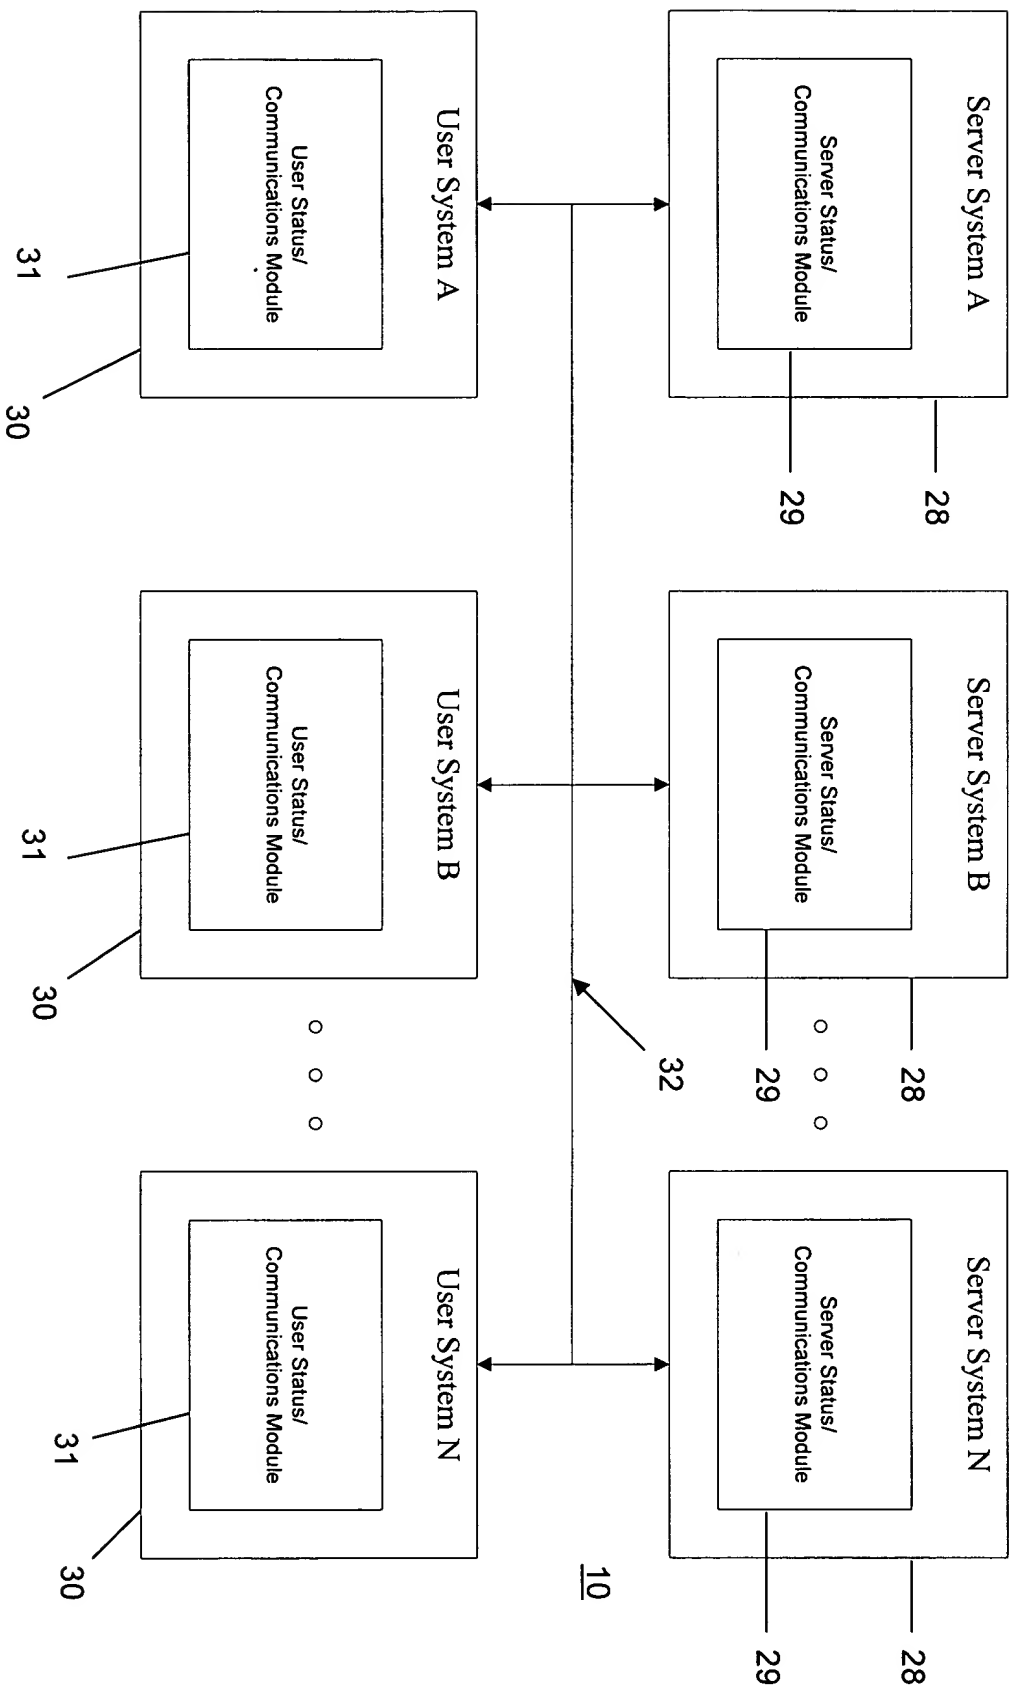 Server System A
Server Status/
Communications Module
28
29
Server System B
Server Status/
Communications Module
28
29
Server System N
Server Status/
Communications Module
28
29
32
10
User System A
User Status/
Communications Module
31
30
User System B
User Status/
Communications Module
31
30
User System N
User Status/
Communications Module
31
30